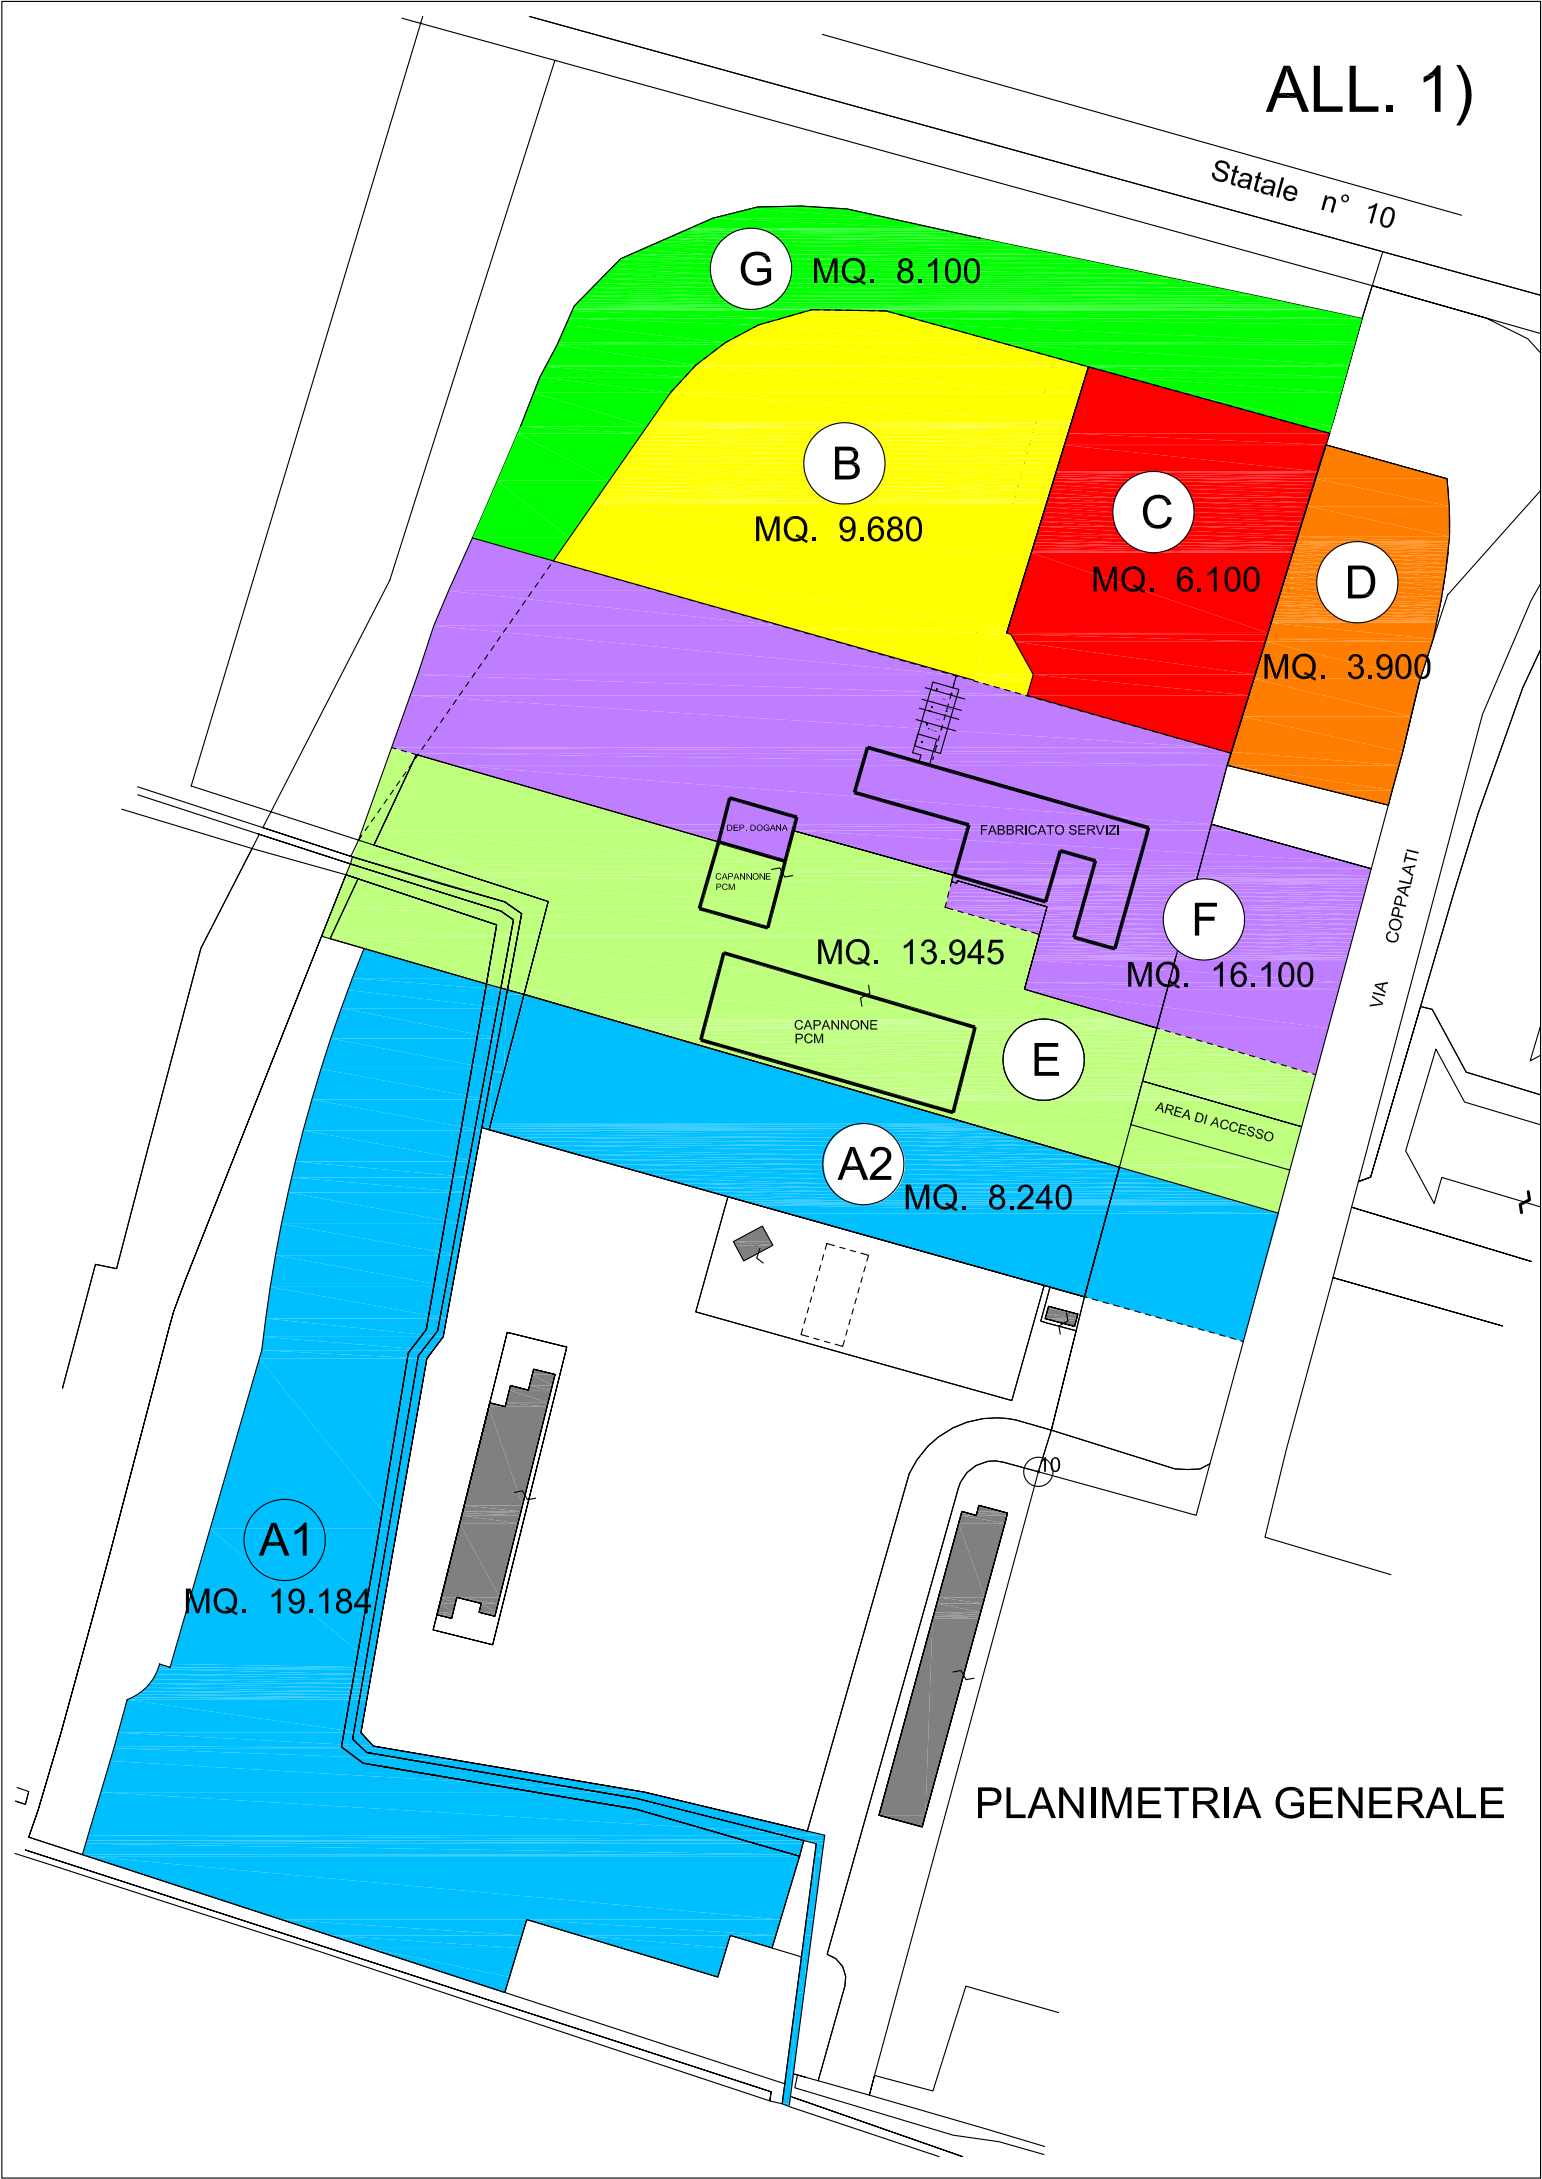 ALL. 1)
Statale n° 10
G
MQ. 8.100
B
MQ. 9.680
C
MQ. 6.100
D
MQ. 3.900
DEP. DOGANA
FABBRICATO SERVIZI
CAPANNONE
PCM
VIA COPPALATI
F
MQ. 16.100
MQ. 13.945
CAPANNONE
PCM
E
AREA DI ACCESSO
A2
MQ. 8.240
10
A1
MQ. 19.184
PLANIMETRIA GENERALE